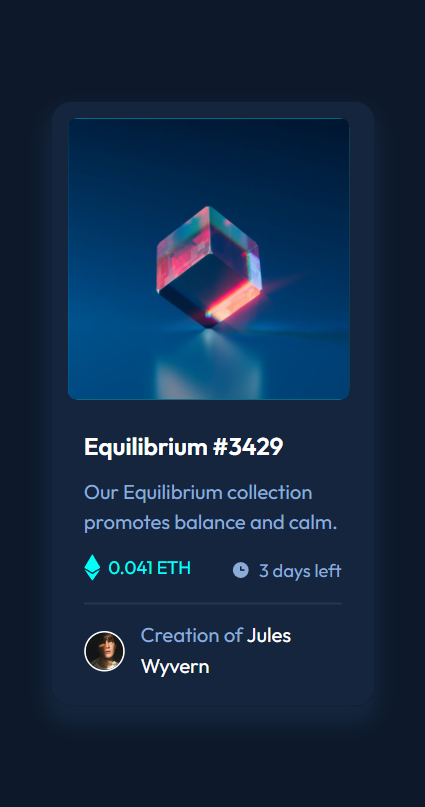 Equilibrium #3429
Our Equilibrium collection
promotes balance and calm.
0.041 ETH
3 days left
Creation of Jules
Wyvern